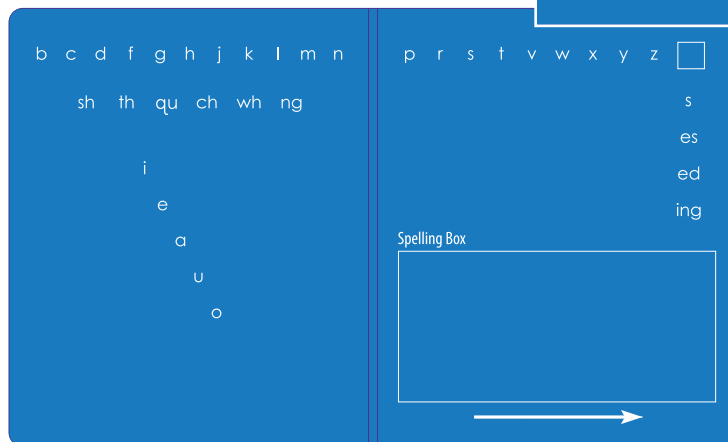 b c d f g h j k l m n
sh th qu ch wh ng
i
e
a
u
o
p r s t v w x y z
s
es
ed
ing
Spelling Box